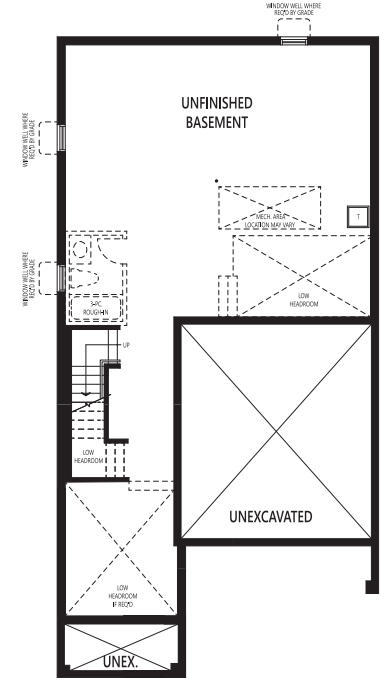 WINDOW WELL WHERE
REQ'D BY GRADE
UNFINISHED
BASEMENT
WINDOW WELL WHERE
REQ'D BY GRADE
MECH. AREA
LOCATION MAY VARY
T
WINDOW WELL WHERE
REQ'D BY GRADE
3-PC.
ROUGH-IN
LOW
HEADROOM
UP
LOW
HEADROOM
UNEXCAVATED
LOW
HEADROOM
IF REQ'D
UNEX.